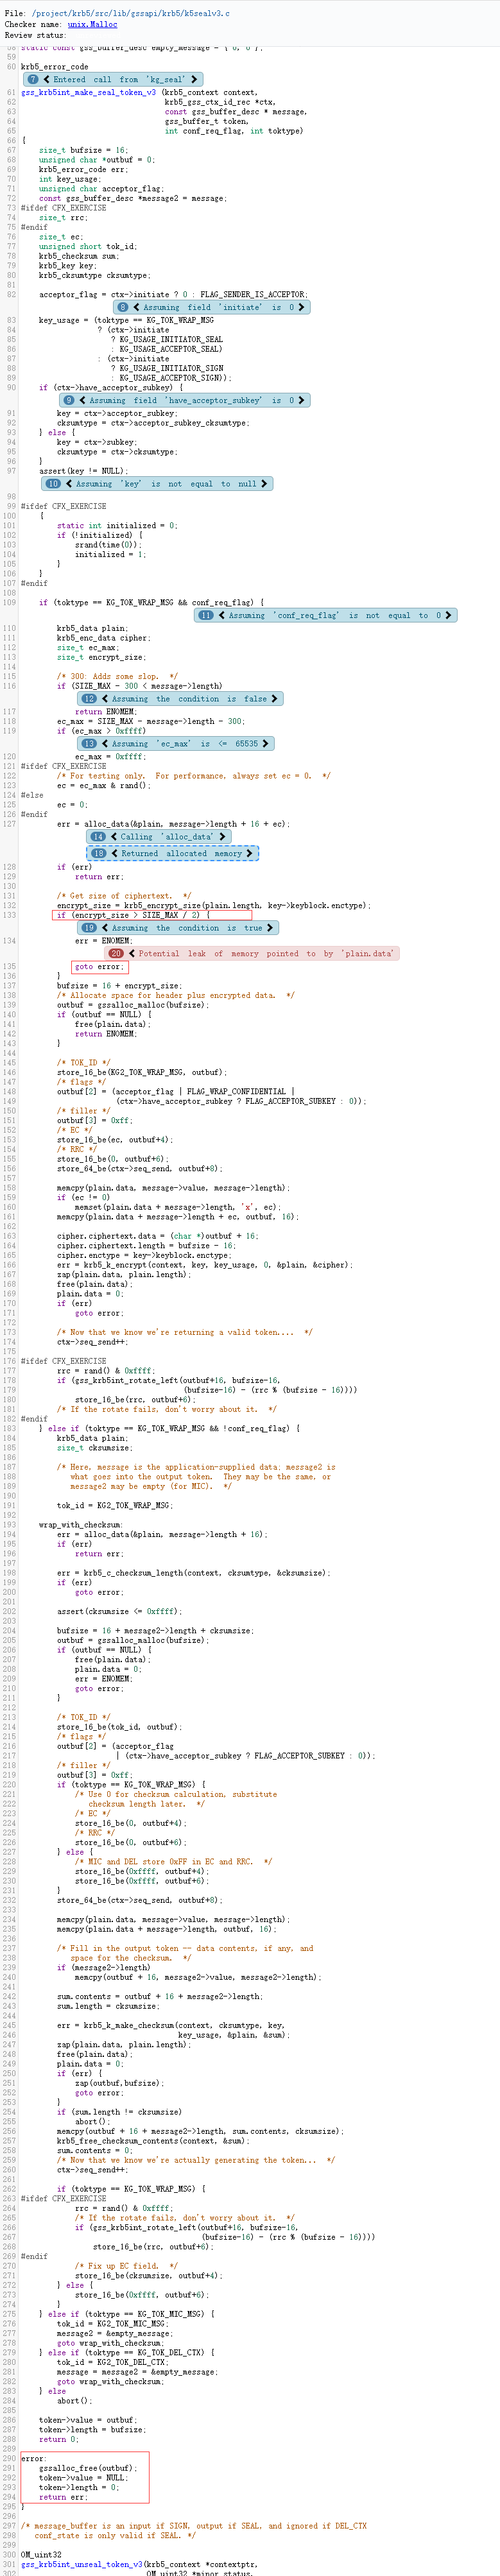 File: /project/krb5/src/lib/gssapi/krb5/k5sealv3.c
Checker name: unix.Malloc
Review status:
58 static const gss_buffer_desc empty_message = { 0, 0 };
59
60 krb5_error_code
7 Entered call from 'kg_seal'
61 gss_krb5int_make_seal_token_v3 (krb5_context context,
62 krb5_gss_ctx_id_rec *ctx,
63 const gss_buffer_desc * message,
64 gss_buffer_t token,
65 int conf_req_flag, int toktype)
66 {
67 size_t bufsize = 16;
68 unsigned char *outbuf = 0;
69 krb5_error_code err;
70 int key_usage;
71 unsigned char acceptor_flag;
72 const gss_buffer_desc *message2 = message;
73 #ifdef CFX_EXERCISE
74 size_t rrc;
75 #endif
76 size_t ec;
77 unsigned short tok_id;
78 krb5_checksum sum;
79 krb5_key key;
80 krb5_cksumtype cksumtype;
81
82 acceptor_flag = ctx->initiate ? 0 : FLAG_SENDER_IS_ACCEPTOR;
8 Assuming field 'initiate' is 0
83 key_usage = (toktype == KG_TOK_WRAP_MSG
84 ? (ctx->initiate
85 ? KG_USAGE_INITIATOR_SEAL
86 : KG_USAGE_ACCEPTOR_SEAL)
87 : (ctx->initiate
88 ? KG_USAGE_INITIATOR_SIGN
89 : KG_USAGE_ACCEPTOR_SIGN));
90 if (ctx->have_acceptor_subkey) {
9 Assuming field 'have_acceptor_subkey' is 0
91 key = ctx->acceptor_subkey;
92 cksumtype = ctx->acceptor_subkey_cksumtype;
93 } else {
94 key = ctx->subkey;
95 cksumtype = ctx->cksumtype;
96 }
97 assert(key != NULL);
10 Assuming 'key' is not equal to null
98
99 #ifdef CFX_EXERCISE
100 {
101 static int initialized = 0;
102 if (!initialized) {
103 srand(time(0));
104 initialized = 1;
105 }
106 }
107 #endif
108
109 if (toktype == KG_TOK_WRAP_MSG && conf_req_flag) {
11 Assuming 'conf_req_flag' is not equal to 0
110 krb5_data plain;
111 krb5_enc_data cipher;
112 size_t ec_max;
113 size_t encrypt_size;
114
115 /* 300: Adds some slop. */
116 if (SIZE_MAX - 300 < message->length)
12 Assuming the condition is false
117 return ENOMEM;
118 ec_max = SIZE_MAX - message->length - 300;
119 if (ec_max > 0xffff)
13 Assuming 'ec_max' is <= 65535
120 ec_max = 0xffff;
121 #ifdef CFX_EXERCISE
122 /* For testing only. For performance, always set ec = 0. */
123 ec = ec_max & rand();
124 #else
125 ec = 0;
126 #endif
127 err = alloc_data(&plain, message->length + 16 + ec);
14 Calling 'alloc_data'
18 Returned allocated memory
128 if (err)
129 return err;
130
131 /* Get size of ciphertext. */
132 encrypt_size = krb5_encrypt_size(plain.length, key->keyblock.enctype);
133 if (encrypt_size > SIZE_MAX / 2) {
19 Assuming the condition is true
134 err = ENOMEM;
20 Potential leak of memory pointed to by 'plain.data'
135 goto error;
136 }
137 bufsize = 16 + encrypt_size;
138 /* Allocate space for header plus encrypted data. */
139 outbuf = gssalloc_malloc(bufsize);
140 if (outbuf == NULL) {
141 free(plain.data);
142 return ENOMEM;
143 }
144
145 /* TOK_ID */
146 store_16_be(KG2_TOK_WRAP_MSG, outbuf);
147 /* flags */
148 outbuf[2] = (acceptor_flag | FLAG_WRAP_CONFIDENTIAL |
149 (ctx->have_acceptor_subkey ? FLAG_ACCEPTOR_SUBKEY : 0));
150 /* filler */
151 outbuf[3] = 0xff;
152 /* EC */
153 store_16_be(ec, outbuf+4);
154 /* RRC */
155 store_16_be(0, outbuf+6);
156 store_64_be(ctx->seq_send, outbuf+8);
157
158 memcpy(plain.data, message->value, message->length);
159 if (ec != 0)
160 memset(plain.data + message->length, 'x', ec);
161 memcpy(plain.data + message->length + ec, outbuf, 16);
162
163 cipher.ciphertext.data = (char *)outbuf + 16;
164 cipher.ciphertext.length = bufsize - 16;
165 cipher.enctype = key->keyblock.enctype;
166 err = krb5_k_encrypt(context, key, key_usage, 0, &plain, &cipher);
167 zap(plain.data, plain.length);
168 free(plain.data);
169 plain.data = 0;
170 if (err)
171 goto error;
172
173 /* Now that we know we're returning a valid token.... */
174 ctx->seq_send++;
175
176 #ifdef CFX_EXERCISE
177 rrc = rand() & 0xffff;
178 if (gss_krb5int_rotate_left(outbuf+16, bufsize-16,
179 (bufsize-16) - (rrc % (bufsize - 16))))
180 store_16_be(rrc, outbuf+6);
181 /* If the rotate fails, don't worry about it. */
182 #endif
183 } else if (toktype == KG_TOK_WRAP_MSG && !conf_req_flag) {
184 krb5_data plain;
185 size_t cksumsize;
186
187 /* Here, message is the application-supplied data; message2 is
188 what goes into the output token. They may be the same, or
189 message2 may be empty (for MIC). */
190
191 tok_id = KG2_TOK_WRAP_MSG;
192
193 wrap_with_checksum:
194 err = alloc_data(&plain, message->length + 16);
195 if (err)
196 return err;
197
198 err = krb5_c_checksum_length(context, cksumtype, &cksumsize);
199 if (err)
200 goto error;
201
202 assert(cksumsize <= 0xffff);
203
204 bufsize = 16 + message2->length + cksumsize;
205 outbuf = gssalloc_malloc(bufsize);
206 if (outbuf == NULL) {
207 free(plain.data);
208 plain.data = 0;
209 err = ENOMEM;
210 goto error;
211 }
212
213 /* TOK_ID */
214 store_16_be(tok_id, outbuf);
215 /* flags */
216 outbuf[2] = (acceptor_flag
217 | (ctx->have_acceptor_subkey ? FLAG_ACCEPTOR_SUBKEY : 0));
218 /* filler */
219 outbuf[3] = 0xff;
220 if (toktype == KG_TOK_WRAP_MSG) {
221 /* Use 0 for checksum calculation, substitute
222 checksum length later. */
223 /* EC */
224 store_16_be(0, outbuf+4);
225 /* RRC */
226 store_16_be(0, outbuf+6);
227 } else {
228 /* MIC and DEL store 0xFF in EC and RRC. */
229 store_16_be(0xffff, outbuf+4);
230 store_16_be(0xffff, outbuf+6);
231 }
232 store_64_be(ctx->seq_send, outbuf+8);
233
234 memcpy(plain.data, message->value, message->length);
235 memcpy(plain.data + message->length, outbuf, 16);
236
237 /* Fill in the output token -- data contents, if any, and
238 space for the checksum. */
239 if (message2->length)
240 memcpy(outbuf + 16, message2->value, message2->length);
241
242 sum.contents = outbuf + 16 + message2->length;
243 sum.length = cksumsize;
244
245 err = krb5_k_make_checksum(context, cksumtype, key,
246 key_usage, &plain, &sum);
247 zap(plain.data, plain.length);
248 free(plain.data);
249 plain.data = 0;
250 if (err) {
251 zap(outbuf,bufsize);
252 goto error;
253 }
254 if (sum.length != cksumsize)
255 abort();
256 memcpy(outbuf + 16 + message2->length, sum.contents, cksumsize);
257 krb5_free_checksum_contents(context, &sum);
258 sum.contents = 0;
259 /* Now that we know we're actually generating the token... */
260 ctx->seq_send++;
261
262 if (toktype == KG_TOK_WRAP_MSG) {
263 #ifdef CFX_EXERCISE
264 rrc = rand() & 0xffff;
265 /* If the rotate fails, don't worry about it. */
266 if (gss_krb5int_rotate_left(outbuf+16, bufsize-16,
267 (bufsize-16) - (rrc % (bufsize - 16))))
268 store_16_be(rrc, outbuf+6);
269 #endif
270 /* Fix up EC field. */
271 store_16_be(cksumsize, outbuf+4);
272 } else {
273 store_16_be(0xffff, outbuf+6);
274 }
275 } else if (toktype == KG_TOK_MIC_MSG) {
276 tok_id = KG2_TOK_MIC_MSG;
277 message2 = &empty_message;
278 goto wrap_with_checksum;
279 } else if (toktype == KG_TOK_DEL_CTX) {
280 tok_id = KG2_TOK_DEL_CTX;
281 message = message2 = &empty_message;
282 goto wrap_with_checksum;
283 } else
284 abort();
285
286 token->value = outbuf;
287 token->length = bufsize;
288 return 0;
289
290 error:
291 gssalloc_free(outbuf);
292 token->value = NULL;
293 token->length = 0;
294 return err;
295 }
296
297 /* message_buffer is an input if SIGN, output if SEAL, and ignored if DEL_CTX
298 conf_state is only valid if SEAL. */
299
300 OM_uint32
301 gss_krb5int_unseal_token_v3(krb5_context *contextptr,
302 OM_uint32 *minor_status,